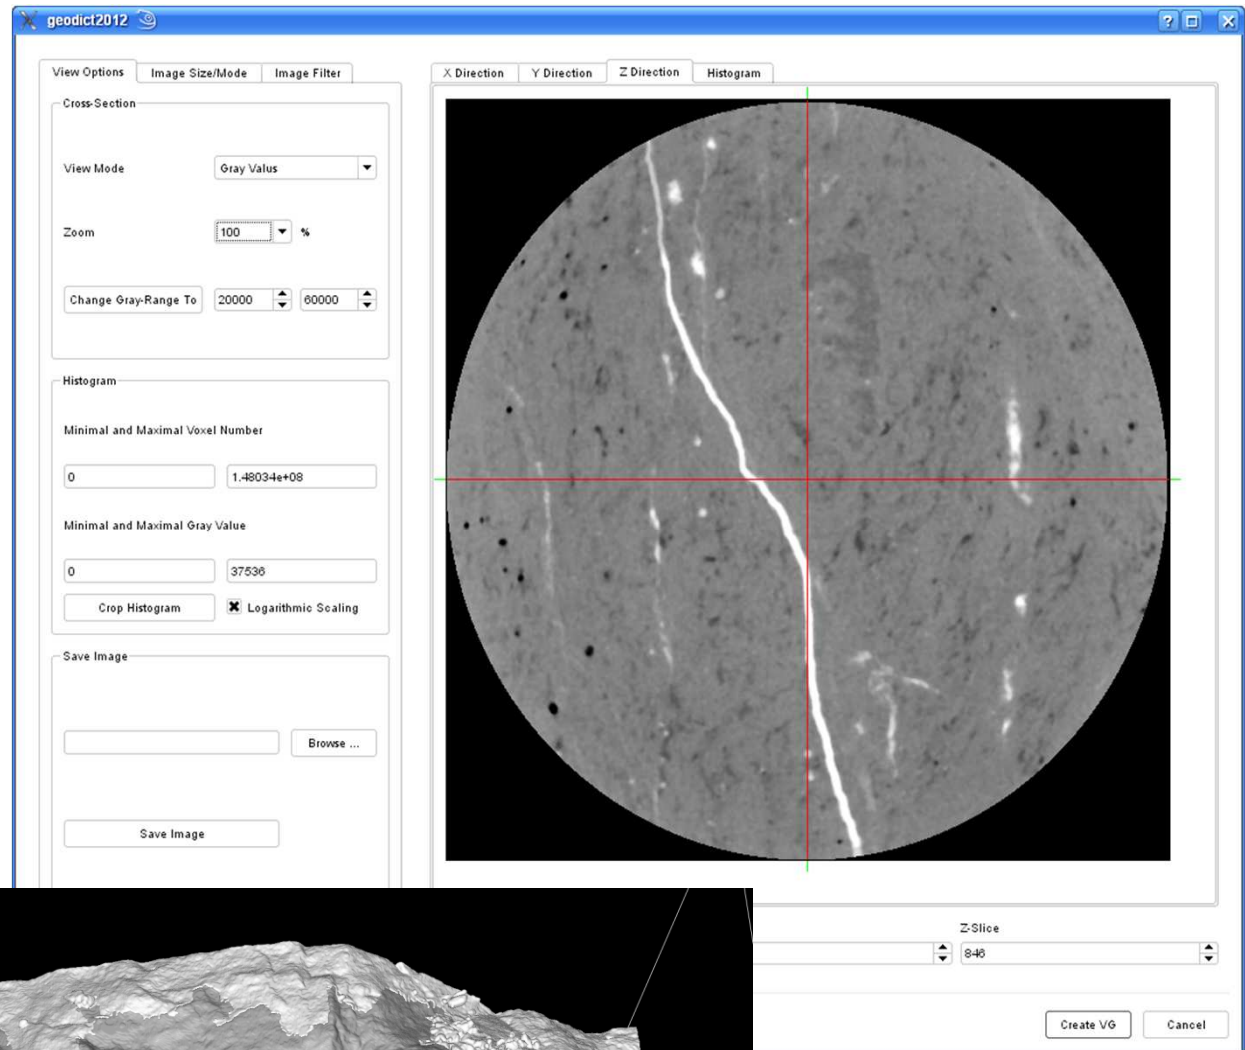 geodict2012
View Options Image Size/Mode Image Filter
Cross-Section
View Mode Gray Valus
Zoom 100 %
Change Gray-Range To 20000 60000
Histogram
Minimal and Maximal Voxel Number
0 1.48034e+08
Minimal and Maximal Gray Value
0 37536
Crop Histogram Logarithmic Scaling
Save Image
Browse ...
Save Image
X Direction Y Direction Z Direction Histogram
Z-Slice
846
Create VG Cancel